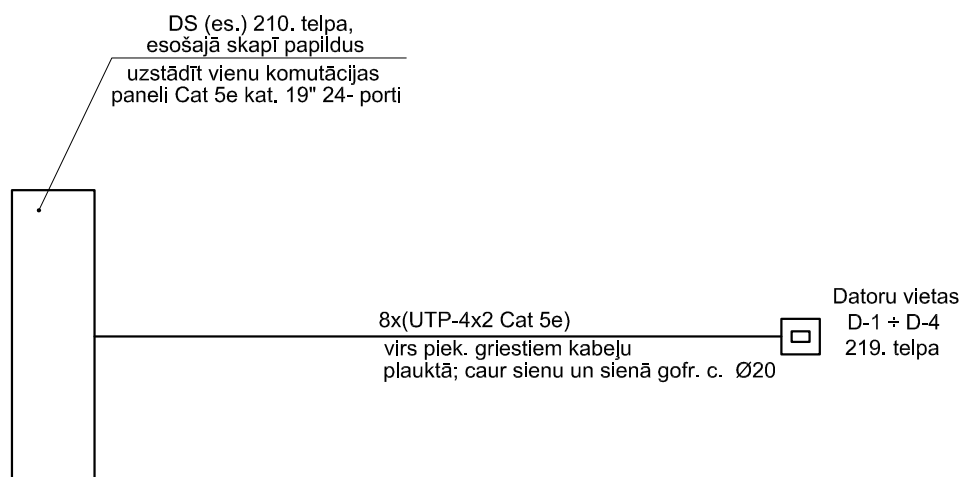 DS (es.) 210. telpa,
esošajā skapī papildus
uzstādīt vienu komutācijas
paneli Cat 5e kat. 19" 24- porti
8x(UTP-4x2 Cat 5e)
virs piek. griestiem kabeļu
plauktā; caur sienu un sienā gofr. c. Ø20
Datoru vietas
D-1 ÷ D-4
219. telpa